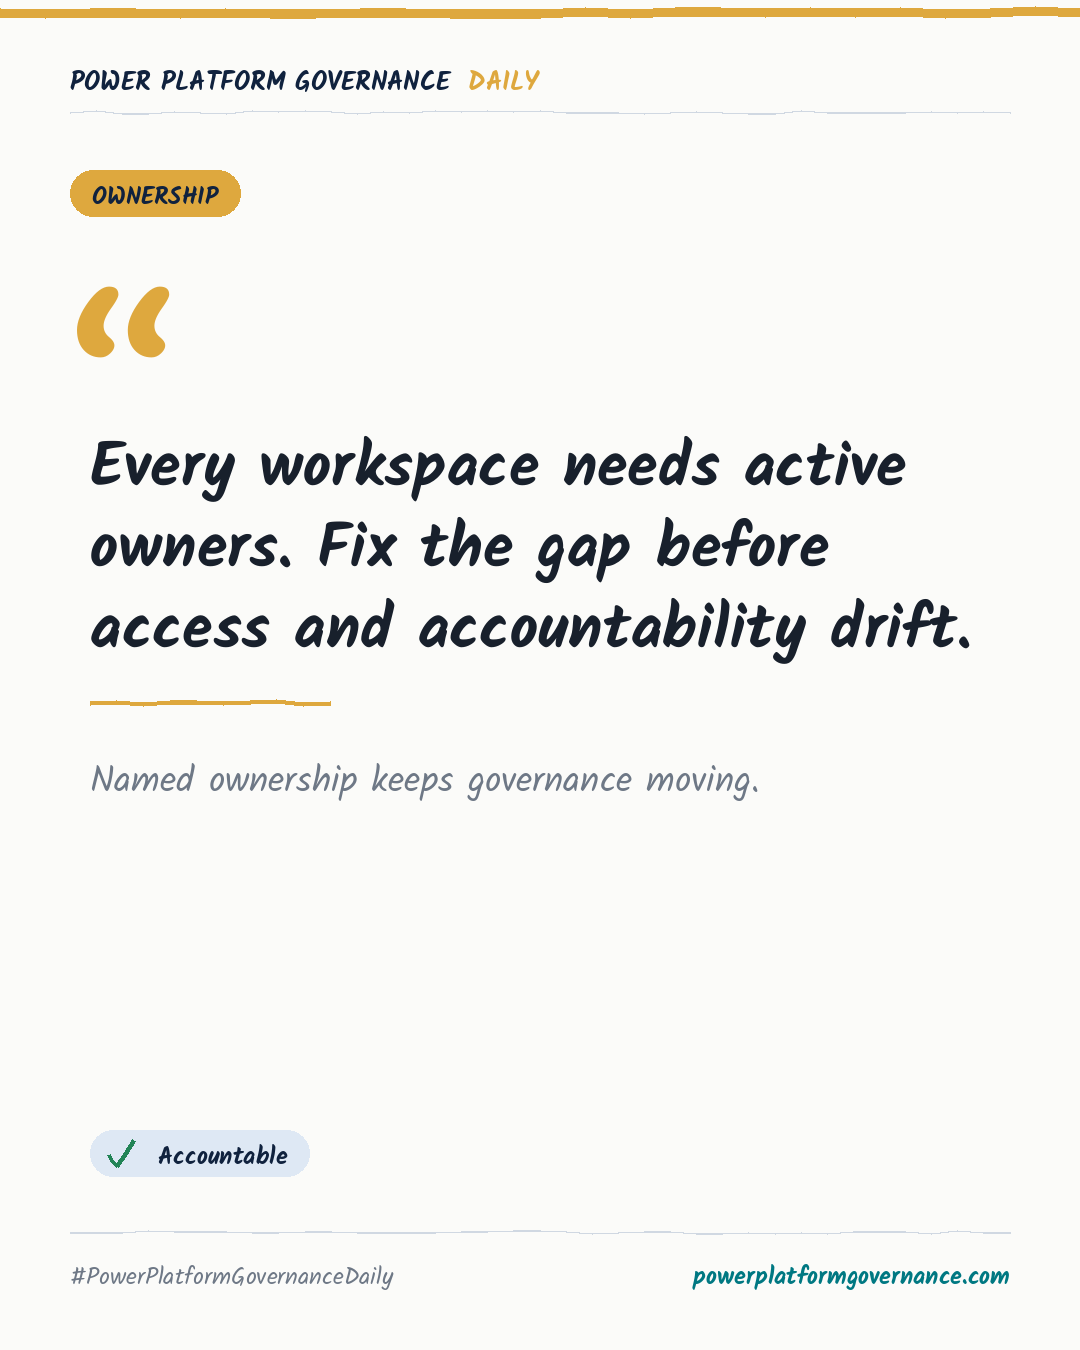 POWER PLATFORM GOVERNANCE DAILY
OWNERSHIP
“
Every workspace needs active
owners. Fix the gap before
access and accountability drift.
Named ownership keeps governance moving.
✓ Accountable
#PowerPlatformGovernanceDaily
powerplatformgovernance.com